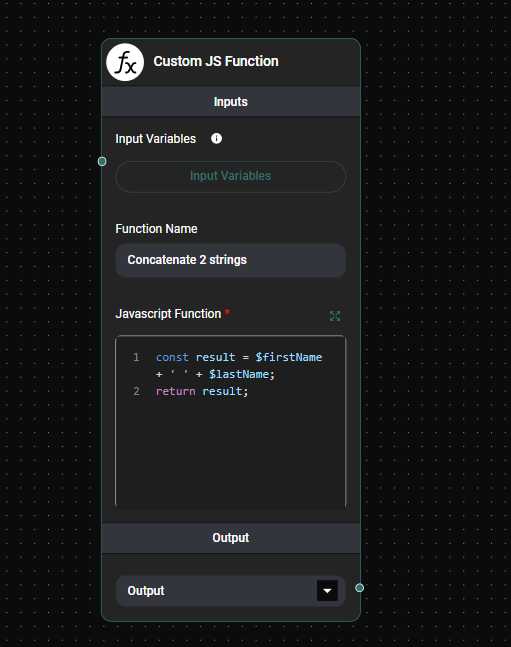 fx Custom JS Function
Inputs
Input Variables
Input Variables
Function Name
Concatenate 2 strings
Javascript Function *
1 const result = $firstName
+ ' ' + $lastName;
2 return result;
Output
Output